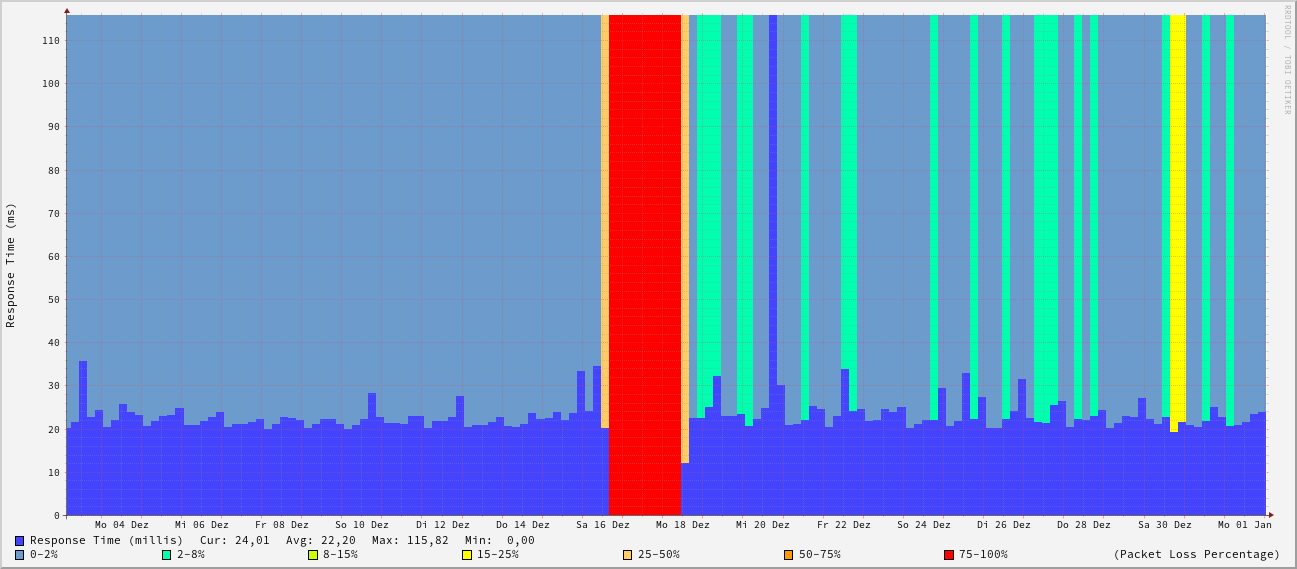 RRDTOOL / TOBI OETIKER
Response Time (ms)
110
100
90
80
70
60
50
40
30
20
10
0
Mo 04 Dez Mi 06 Dez Fr 08 Dez So 10 Dez Di 12 Dez Do 14 Dez Sa 16 Dez Mo 18 Dez Mi 20 Dez Fr 22 Dez So 24 Dez Di 26 Dez Do 28 Dez Sa 30 Dez Mo 01 Jan
Response Time (millis) Cur: 24,01 Avg: 22,20 Max: 115,82 Min: 0,00
0-2% 2-8% 8-15% 15-25% 25-50% 50-75% 75-100% (Packet Loss Percentage)